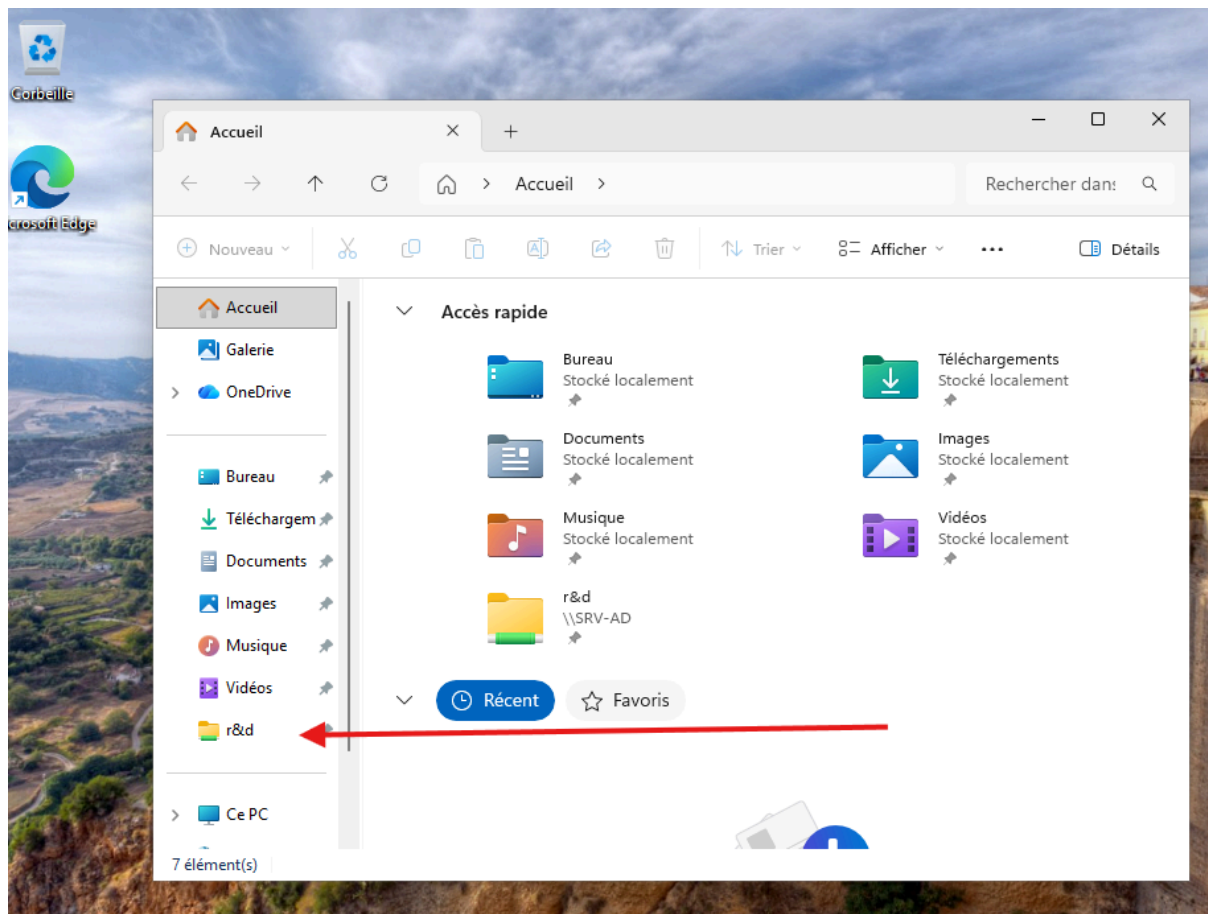 Corbeille
crosoft Edge
Accueil
Accueil
Rechercher dans
Nouveau
Trier
Afficher
Détails
Accueil
Galerie
OneDrive
Bureau
Téléchargem
Documents
Images
Musique
Vidéos
r&d
Ce PC
Accès rapide
Bureau
Stocké localement
Téléchargements
Stocké localement
Documents
Stocké localement
Images
Stocké localement
Musique
Stocké localement
Vidéos
Stocké localement
r&d
\\SRV-AD
Récent
Favoris
7 élément(s)